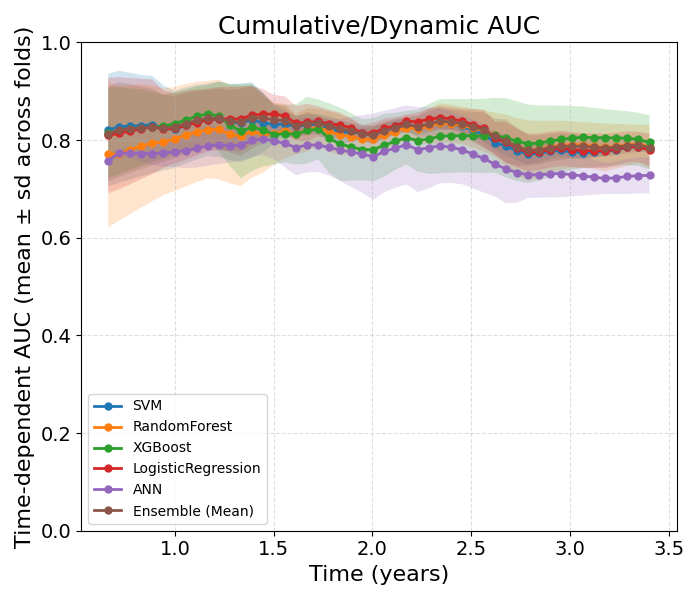 Cumulative/Dynamic AUC
Time-dependent AUC (mean ± sd across folds)
1.0
0.8
0.6
0.4
0.2
0.0
SVM
RandomForest
XGBoost
LogisticRegression
ANN
Ensemble (Mean)
1.0 1.5 2.0 2.5 3.0 3.5
Time (years)